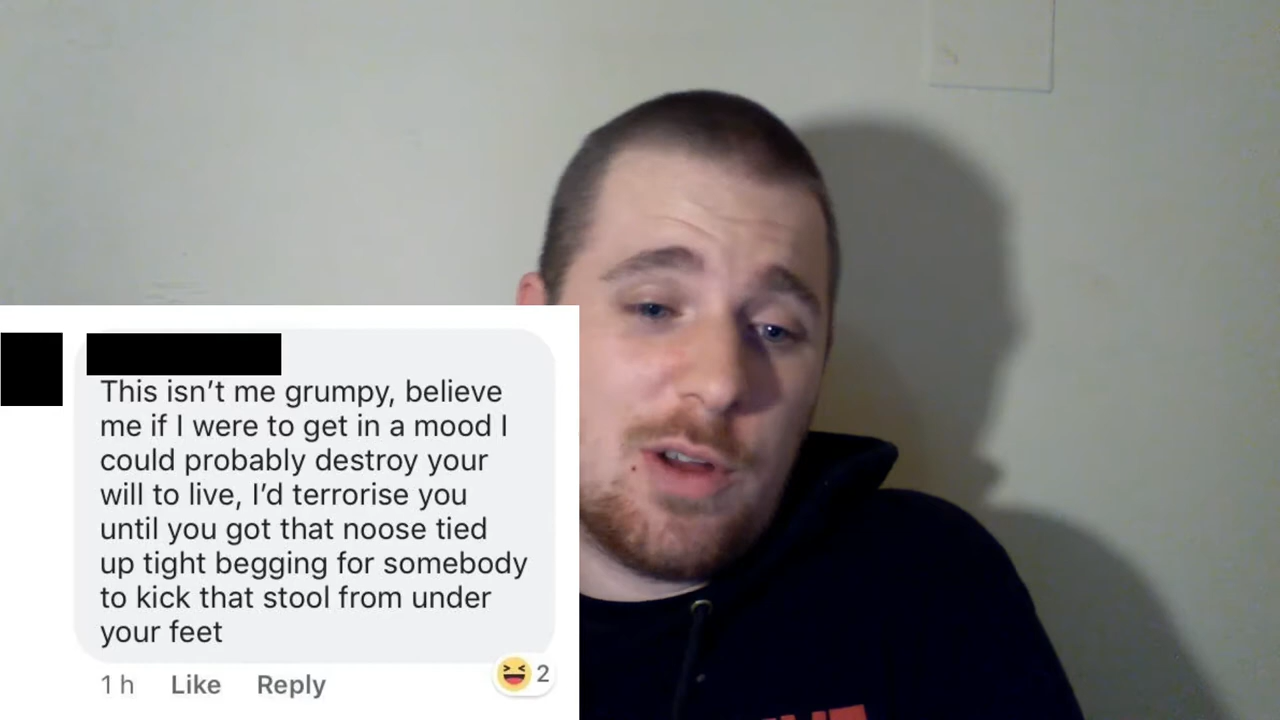 This isn’t me grumpy, believe
me if I were to get in a mood I
could probably destroy your
will to live, I’d terrorise you
until you got that noose tied
up tight begging for somebody
to kick that stool from under
your feet
1 h Like Reply 2